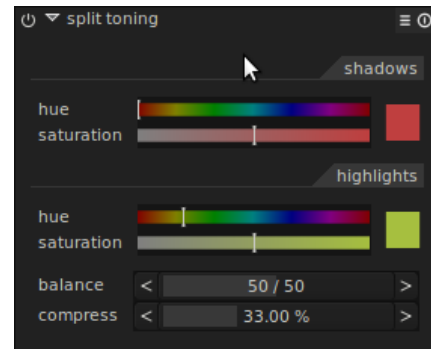 split toning
shadows
hue
saturation
highlights
hue
saturation
balance < 50 / 50 >
compress < 33.00 % >